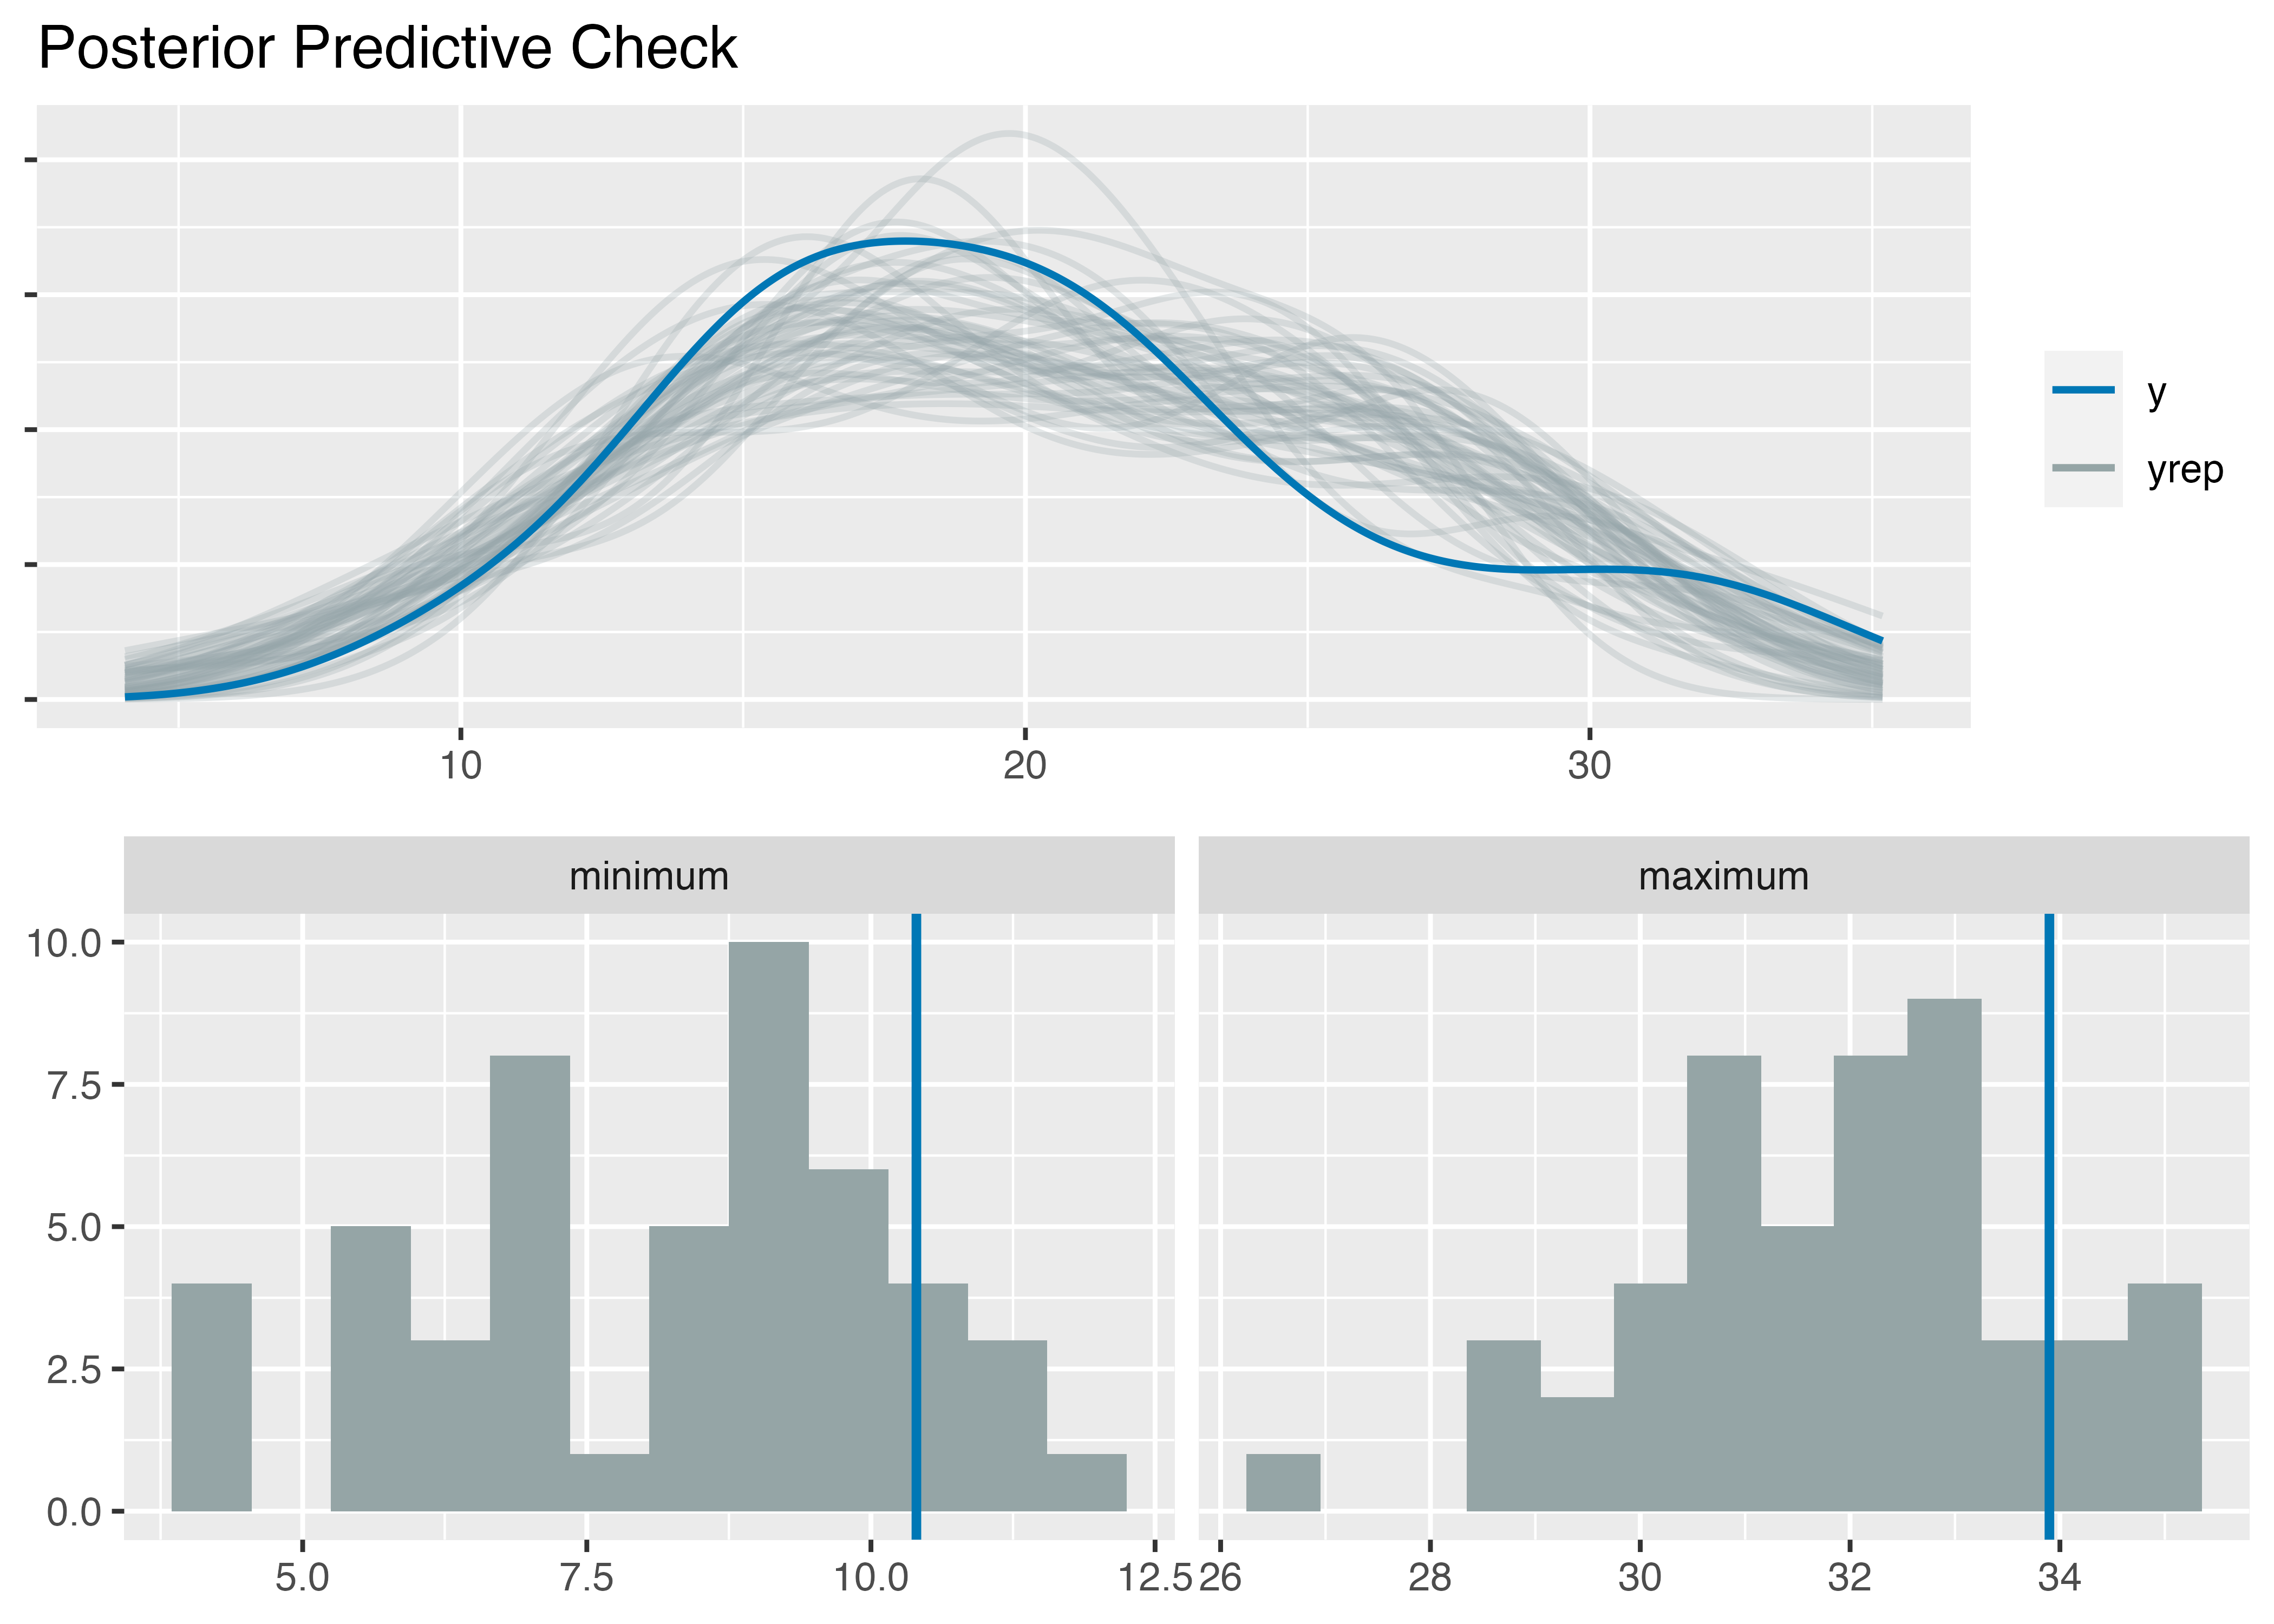 Posterior Predictive Check
y
yrep
10 20 30
minimum maximum
10.0
7.5
5.0
2.5
0.0
5.0 7.5 10.0 12.5 26 28 30 32 34